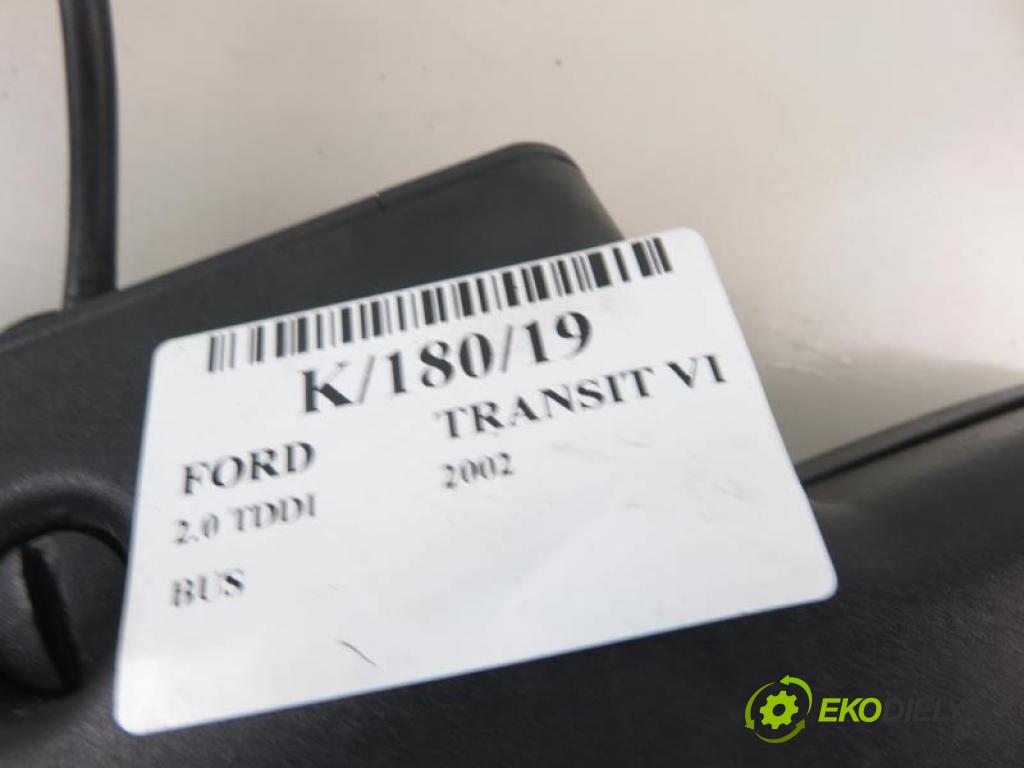 K/180/19
FORD TRANSIT VI
2.0 TDDI 2002
BUS
EKODIELY